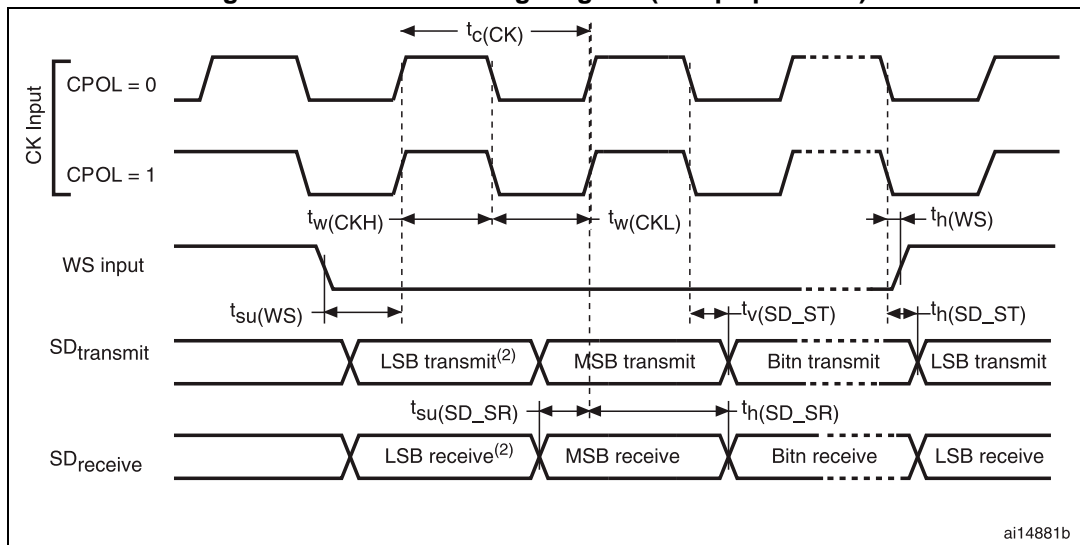 tc(CK)
CK Input
CPOL = 0
CPOL = 1
tw(CKH)
tw(CKL)
th(WS)
WS input
tsu(WS)
tv(SD_ST)
th(SD_ST)
SDtransmit
LSB transmit(2)
MSB transmit
Bitn transmit
LSB transmit
tsu(SD_SR)
th(SD_SR)
SDreceive
LSB receive(2)
MSB receive
Bitn receive
LSB receive
ai14881b